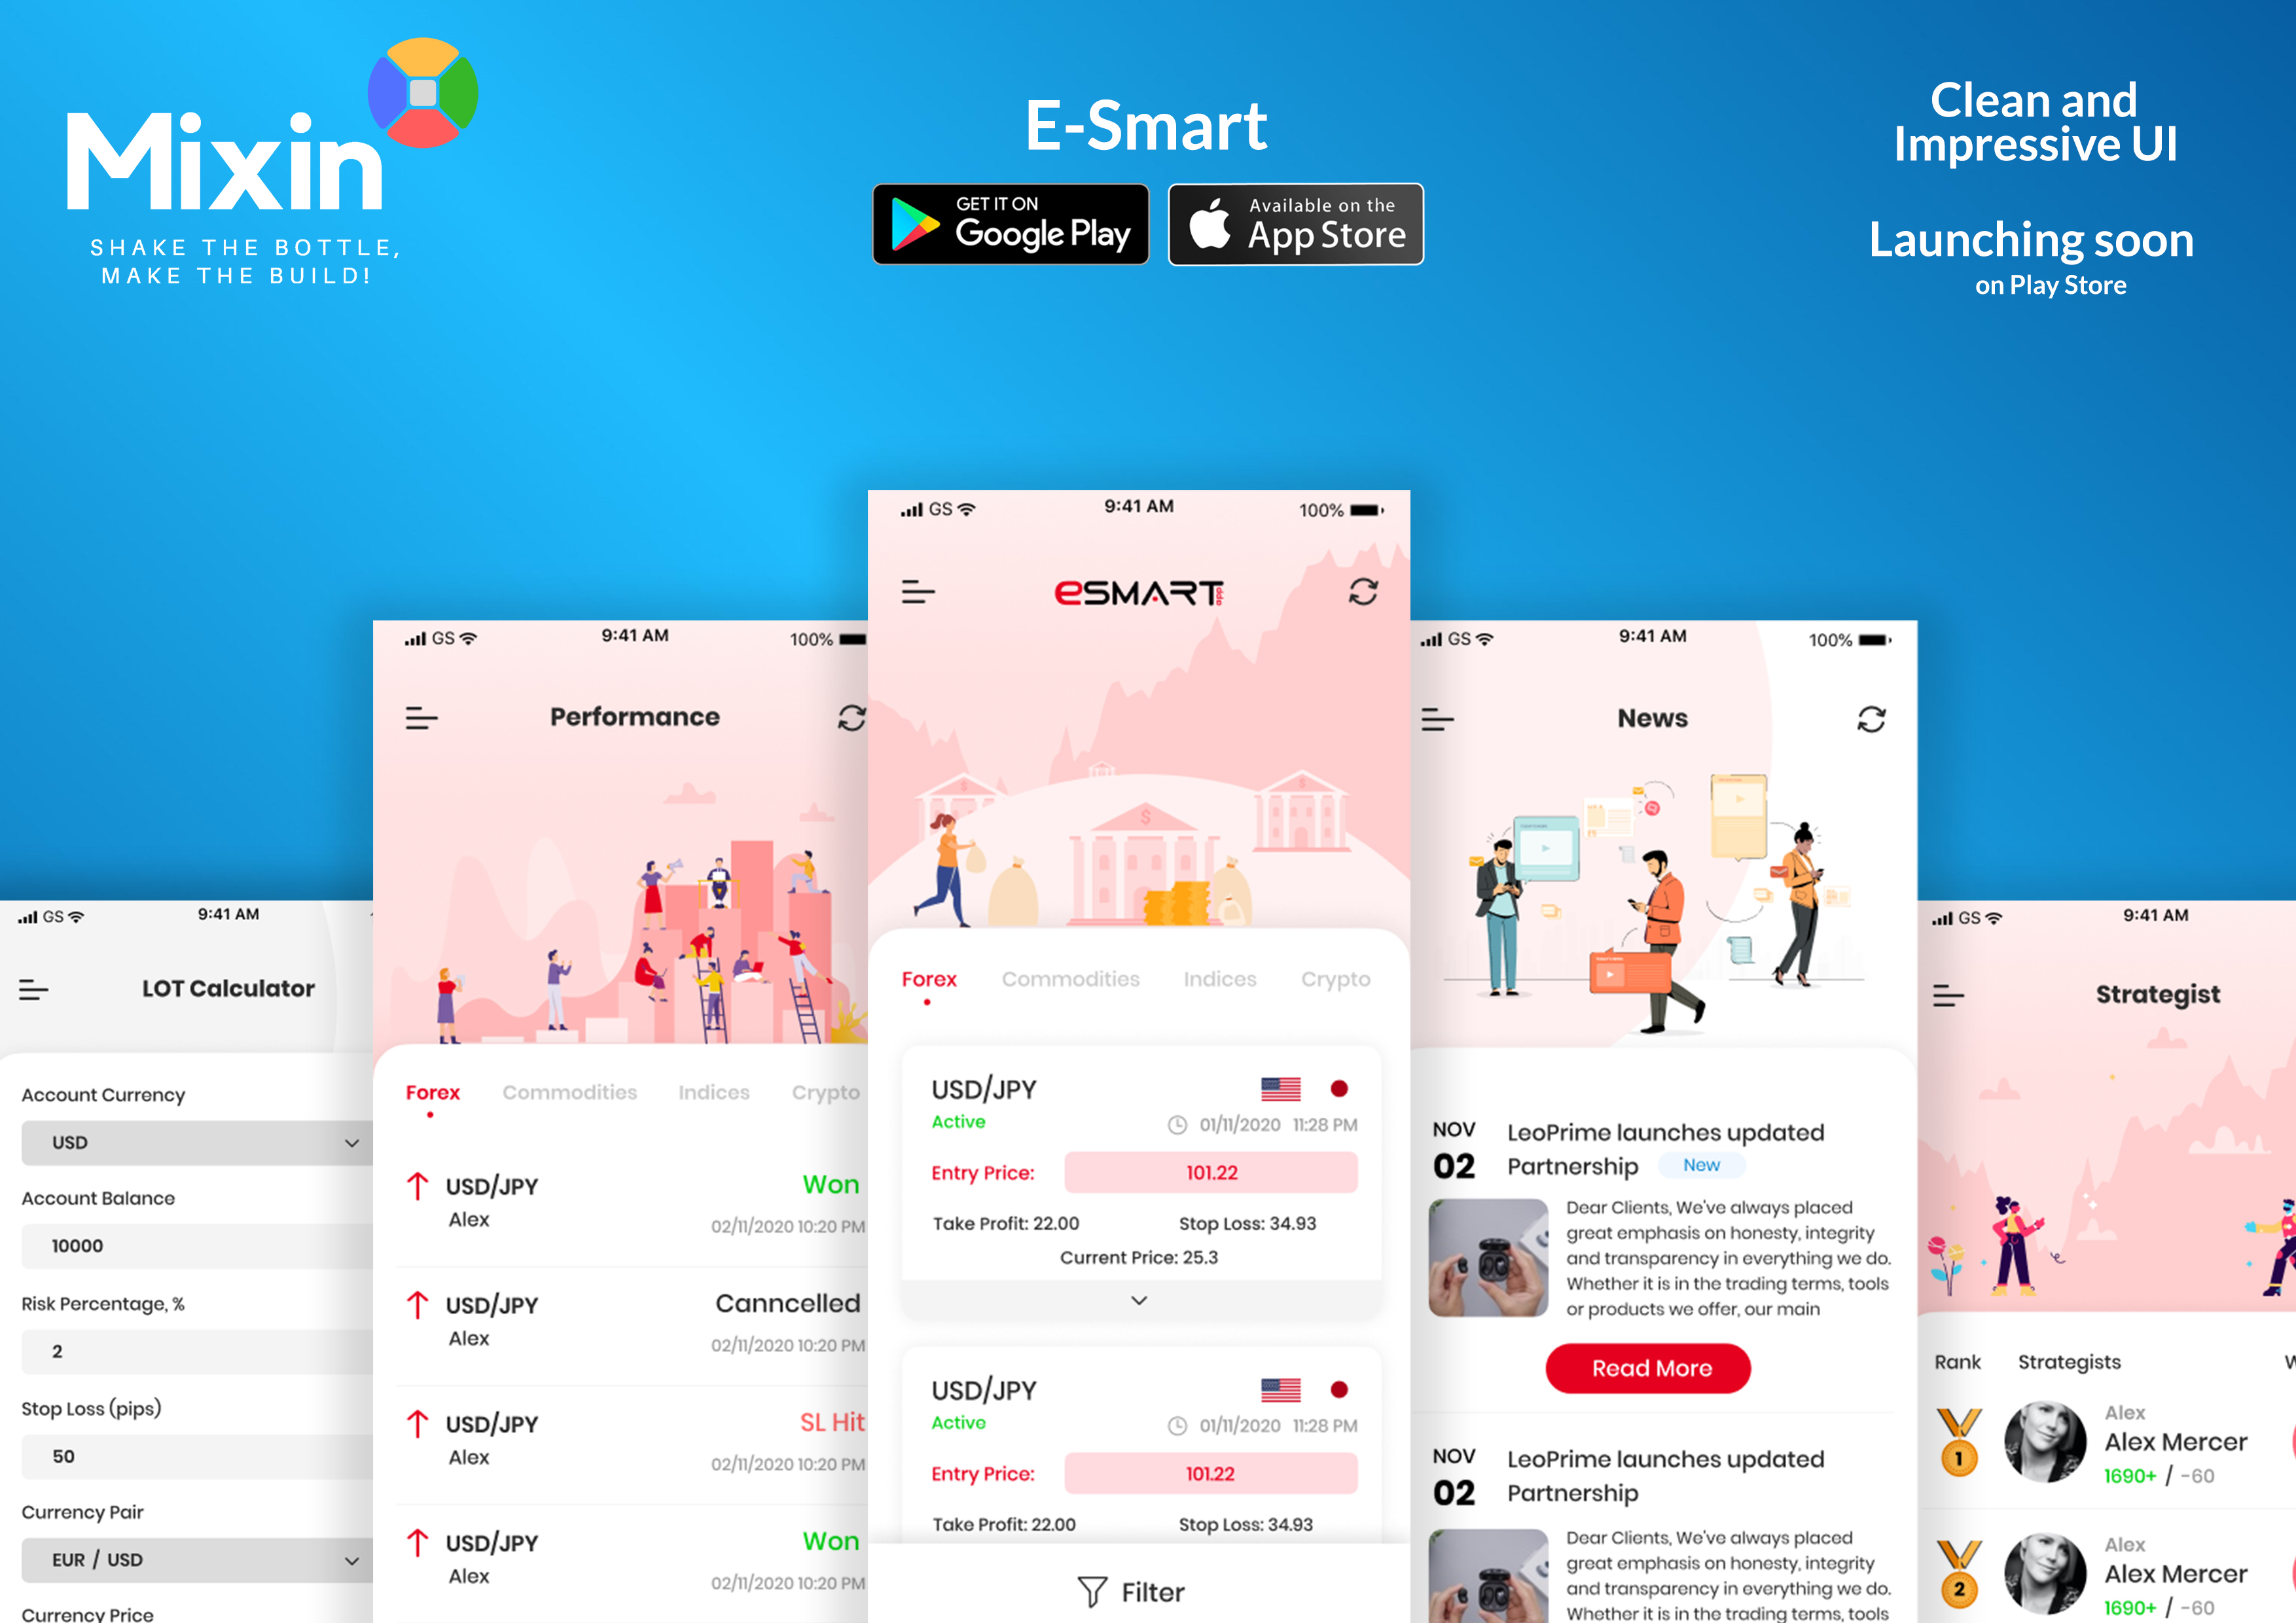 Mixin
SHAKE THE BOTTLE,
MAKE THE BUILD!
E-Smart
GET IT ON
Google Play
Available on the
App Store
Clean and
Impressive UI
Launching soon
on Play Store
GS
9:41 AM
LOT Calculator
Account Currency
USD
Account Balance
10000
Risk Percentage, %
2
Stop Loss (pips)
50
Currency Pair
EUR / USD
Currency Price
GS
9:41 AM
100%
Performance
Forex
Commodities
Indices
Crypto
USD/JPY
Won
Alex
02/11/2020 10:20 PM
USD/JPY
Canncelled
Alex
02/11/2020 10:20 PM
USD/JPY
SL Hit
Alex
02/11/2020 10:20 PM
USD/JPY
Won
Alex
02/11/2020 10:20 PM
GS
9:41 AM
100%
eSMART app
Forex
Commodities
Indices
Crypto
USD/JPY
Active
01/11/2020 11:28 PM
Entry Price:
101.22
Take Profit: 22.00
Stop Loss: 34.93
Current Price: 25.3
USD/JPY
Active
01/11/2020 11:28 PM
Entry Price:
101.22
Take Profit: 22.00
Stop Loss: 34.93
Filter
GS
9:41 AM
100%
News
NOV
02
LeoPrime launches updated
Partnership
New
Dear Clients, We've always placed
great emphasis on honesty, integrity
and transparency in everything we do.
Whether it is in the trading terms, tools
or products we offer, our main
Read More
NOV
02
LeoPrime launches updated
Partnership
Dear Clients, We've always placed
great emphasis on honesty, integrity
and transparency in everything we do.
Whether it is in the trading terms, tools
GS
9:41 AM
Strategist
Rank
Strategists
1
Alex
Alex Mercer
1690+ / -60
2
Alex
Alex Mercer
1690+ / -60